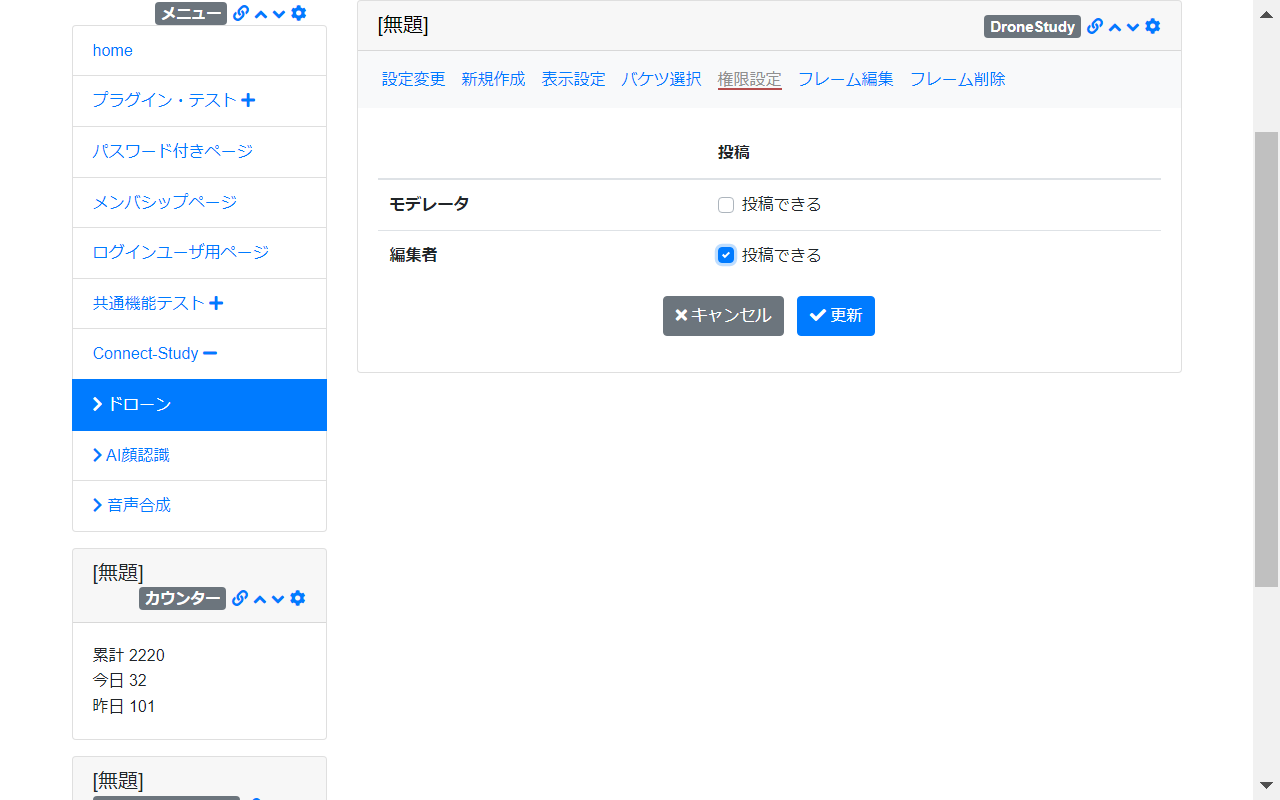 メニュー
home
プラグイン・テスト
パスワード付きページ
メンバシップページ
ログインユーザ用ページ
共通機能テスト
Connect-Study
ドローン
AI顔認識
音声合成
[無題]
カウンター
累計 2220
今日 32
昨日 101
[無題]
[無題]
DroneStudy
設定変更 新規作成 表示設定 バケツ選択 権限設定 フレーム編集 フレーム削除
投稿
モデレータ 投稿できる
編集者 投稿できる
キャンセル 更新